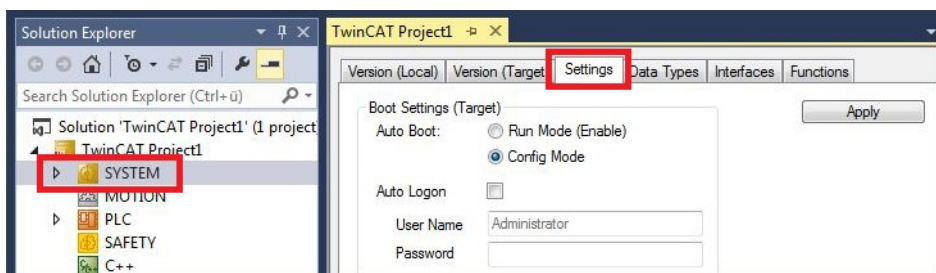 Solution Explorer
Search Solution Explorer (Ctrl+ü)
Solution 'TwinCAT Project1' (1 project
TwinCAT Project1
SYSTEM
MOTION
PLC
SAFETY
C++
TwinCAT Project1
Version (Local) Version (Target Settings Data Types Interfaces Functions
Boot Settings (Target)
Apply
Auto Boot: Run Mode (Enable)
Config Mode
Auto Logon
User Name Administrator
Password